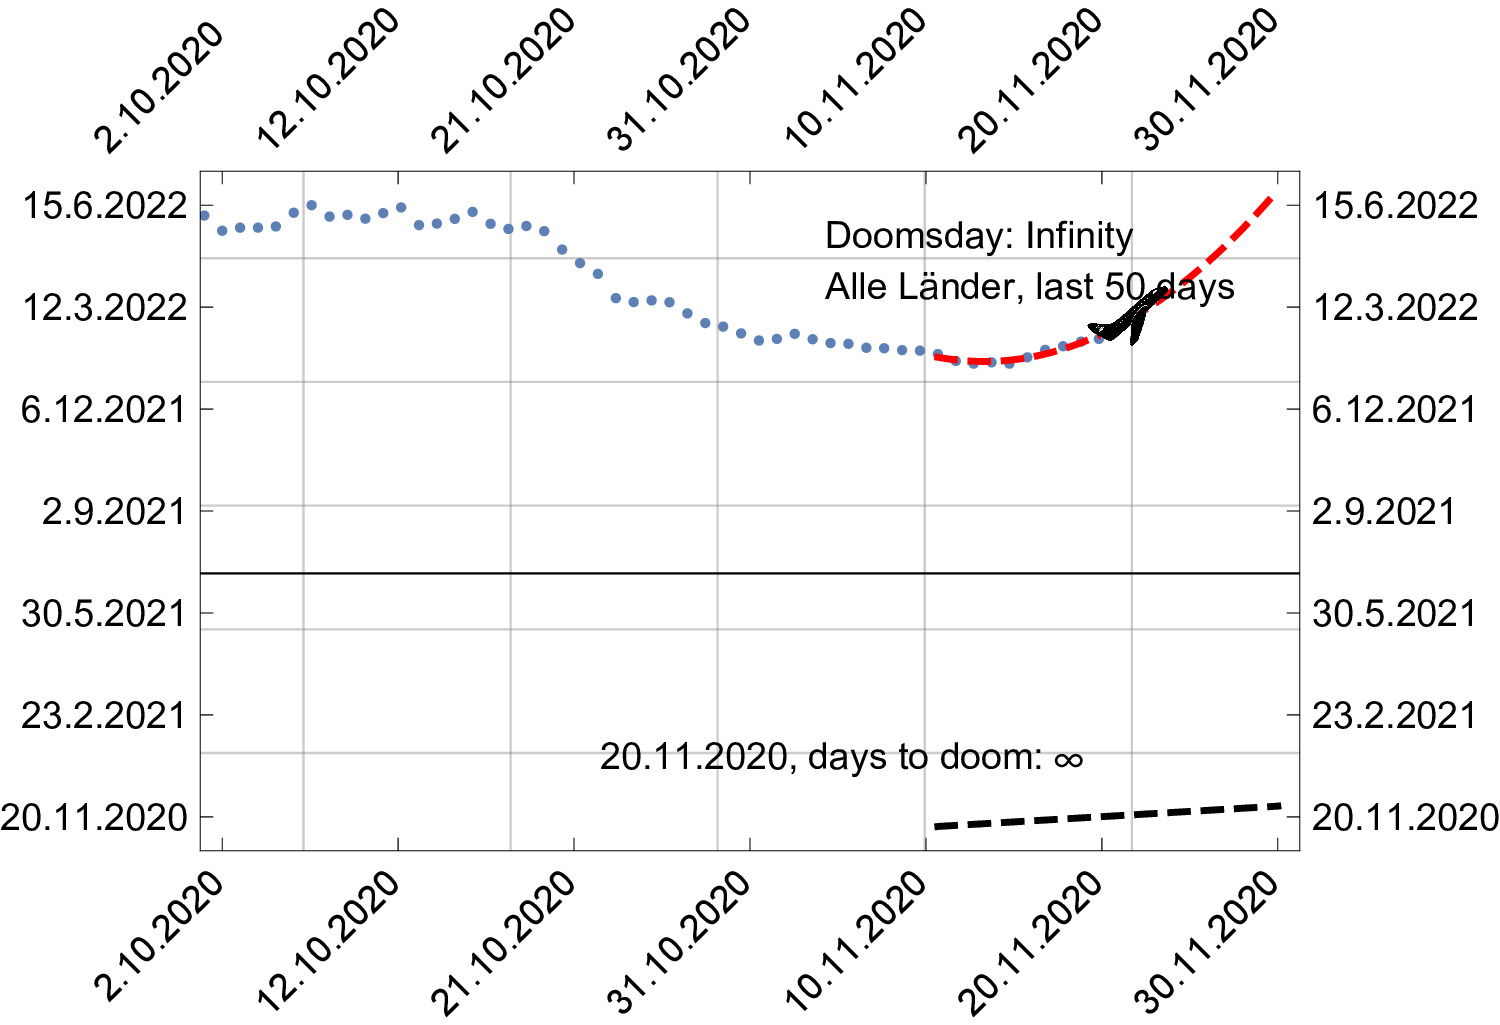 2.10.2020 12.10.2020 21.10.2020 31.10.2020 10.11.2020 20.11.2020 30.11.2020
15.6.2022 15.6.2022
Doomsday: Infinity
Alle Länder, last 50 days
12.3.2022 12.3.2022
6.12.2021 6.12.2021
2.9.2021 2.9.2021
30.5.2021 30.5.2021
23.2.2021 23.2.2021
20.11.2020, days to doom: ∞
20.11.2020 20.11.2020
2.10.2020 12.10.2020 21.10.2020 31.10.2020 10.11.2020 20.11.2020 30.11.2020